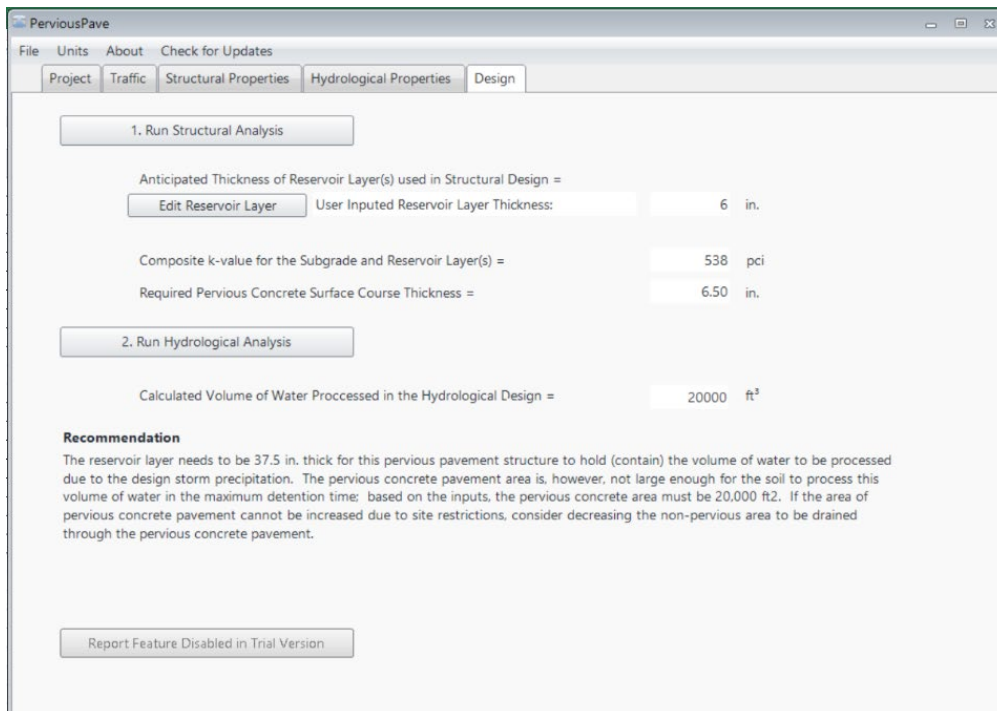 PerviousPave
File Units About Check for Updates
Project Traffic Structural Properties Hydrological Properties Design
1. Run Structural Analysis
Anticipated Thickness of Reservoir Layer(s) used in Structural Design =
Edit Reservoir Layer User Inputed Reservoir Layer Thickness: 6 in.
Composite k-value for the Subgrade and Reservoir Layer(s) = 538 pci
Required Pervious Concrete Surface Course Thickness = 6.50 in.
2. Run Hydrological Analysis
Calculated Volume of Water Proccessed in the Hydrological Design = 20000 ft³
Recommendation
The reservoir layer needs to be 37.5 in. thick for this pervious pavement structure to hold (contain) the volume of water to be processed
due to the design storm precipitation. The pervious concrete pavement area is, however, not large enough for the soil to process this
volume of water in the maximum detention time; based on the inputs, the pervious concrete area must be 20,000 ft2. If the area of
pervious concrete pavement cannot be increased due to site restrictions, consider decreasing the non-pervious area to be drained
through the pervious concrete pavement.
Report Feature Disabled in Trial Version